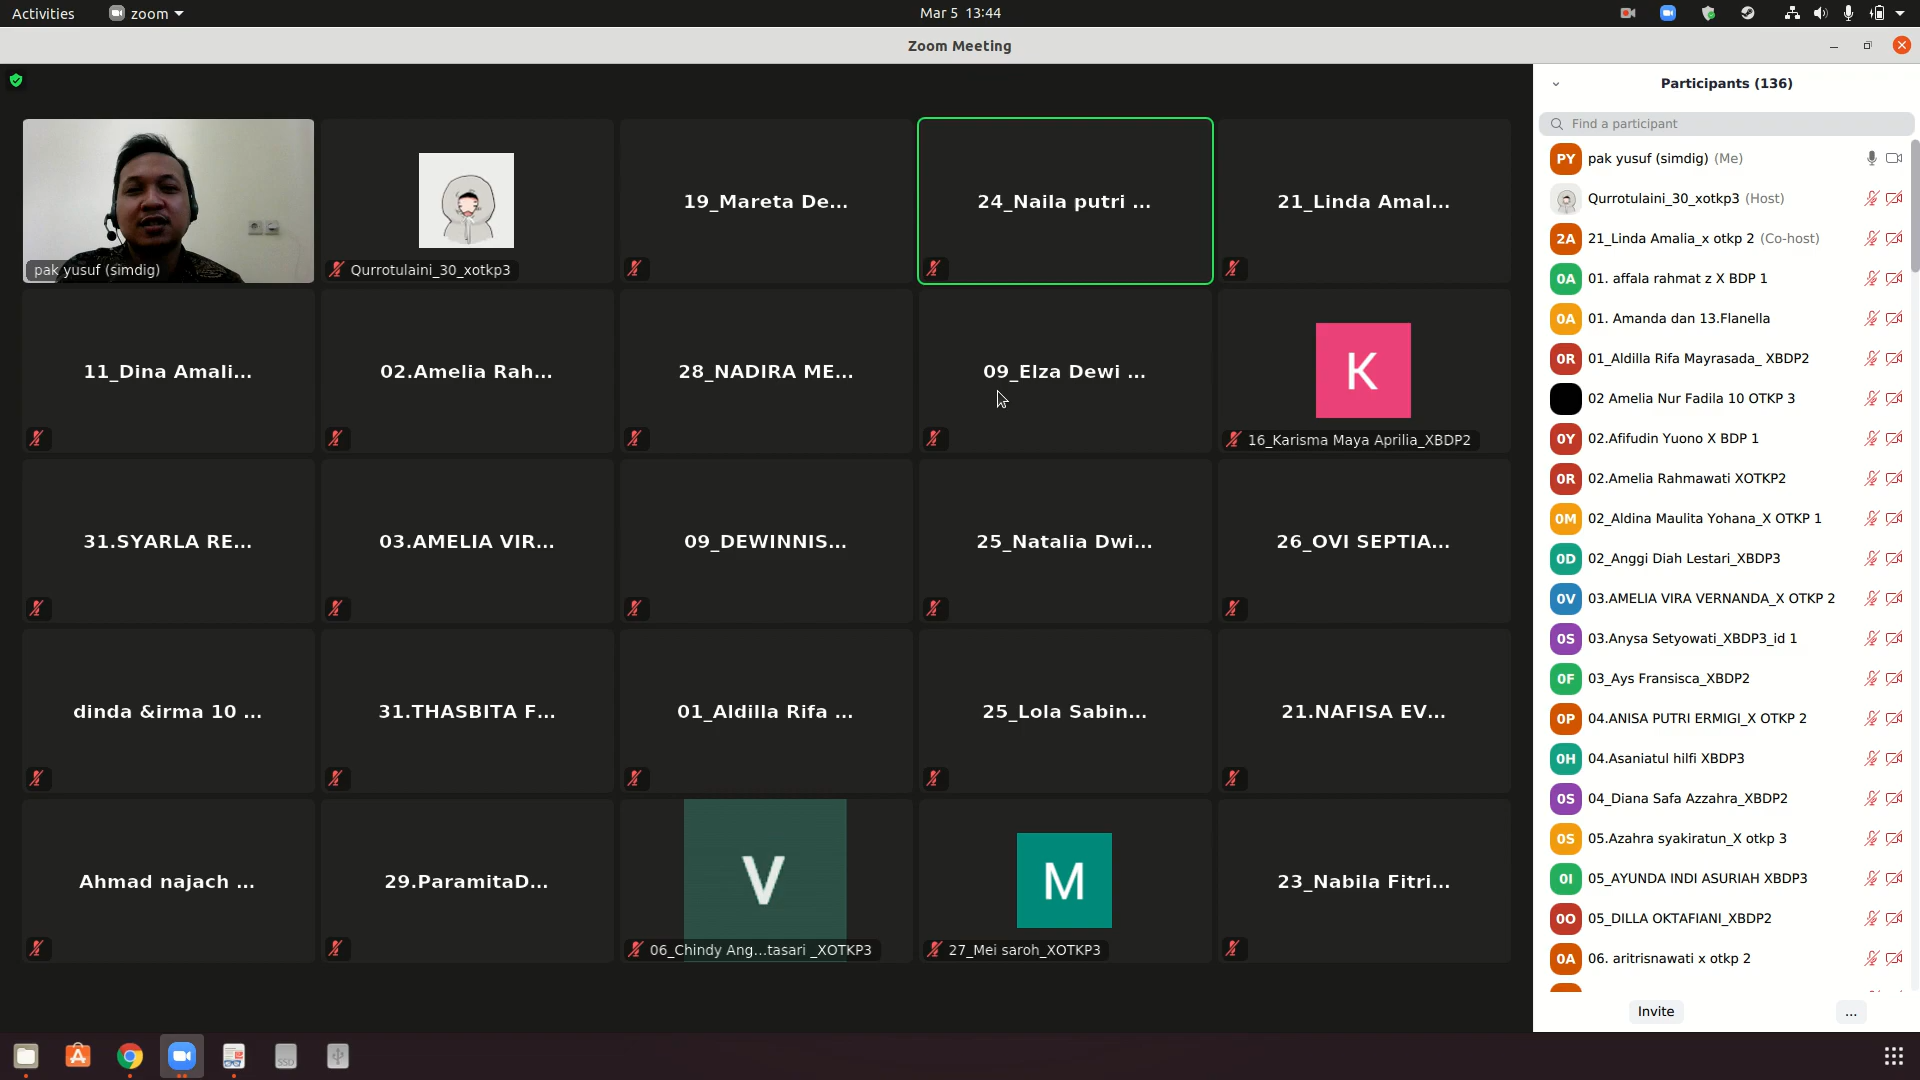 Activities
zoom
Mar 5 13:44
Zoom Meeting
Participants (136)
Find a participant
pak yusuf (simdig)
Qurrotulaini_30_xotkp3
19_Mareta De...
24_Naila putri ...
21_Linda Amal...
11_Dina Amali...
02.Amelia Rah...
28_NADIRA ME...
09_Elza Dewi ...
K
16_Karisma Maya Aprilia_XBDP2
31.SYARLA RE...
03.AMELIA VIR...
09_DEWINNIS...
25_Natalia Dwi...
26_OVI SEPTIA...
dinda &irma 10 ...
31.THASBITA F...
01_Aldilla Rifa ...
25_Lola Sabin...
21.NAFISA EV...
Ahmad najach ...
29.ParamitaD...
V
06_Chindy Ang...tasari _XOTKP3
M
27_Mei saroh_XOTKP3
23_Nabila Fitri...
PY pak yusuf (simdig) (Me)
Qurrotulaini_30_xotkp3 (Host)
2A 21_Linda Amalia_x otkp 2 (Co-host)
0A 01. affala rahmat z X BDP 1
0A 01. Amanda dan 13.Flanella
0R 01_Aldilla Rifa Mayrasada_ XBDP2
02 Amelia Nur Fadila 10 OTKP 3
0Y 02.Afifudin Yuono X BDP 1
0R 02.Amelia Rahmawati XOTKP2
0M 02_Aldina Maulita Yohana_X OTKP 1
0D 02_Anggi Diah Lestari_XBDP3
0V 03.AMELIA VIRA VERNANDA_X OTKP 2
0S 03.Anysa Setyowati_XBDP3_id 1
0F 03_Ays Fransisca_XBDP2
0P 04.ANISA PUTRI ERMIGI_X OTKP 2
0H 04.Asaniatul hilfi XBDP3
0S 04_Diana Safa Azzahra_XBDP2
0S 05.Azahra syakiratun_X otkp 3
0I 05_AYUNDA INDI ASURIAH XBDP3
0O 05_DILLA OKTAFIANI_XBDP2
0A 06. aritrisnawati x otkp 2
Invite
...
SSD